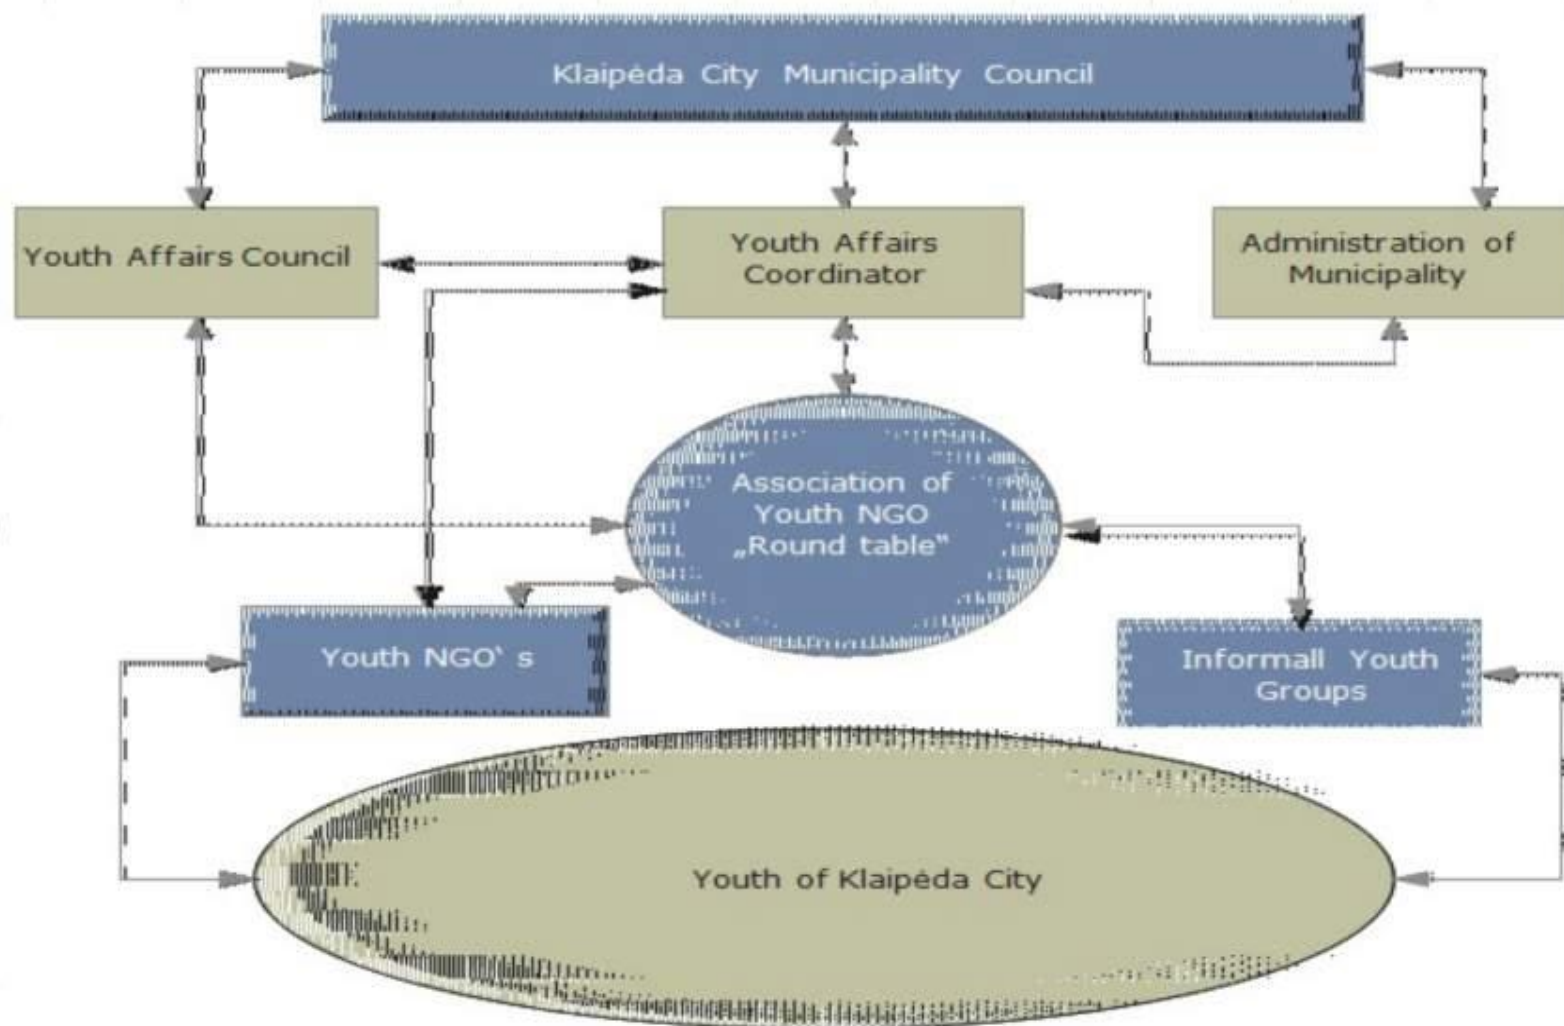 Klaipėda City Municipality Council
Youth Affairs Council
Youth Affairs
Coordinator
Administration of
Municipality
Association of
Youth NGO
„Round table“
Youth NGO‘ s
Informall Youth
Groups
Youth of Klaipėda City